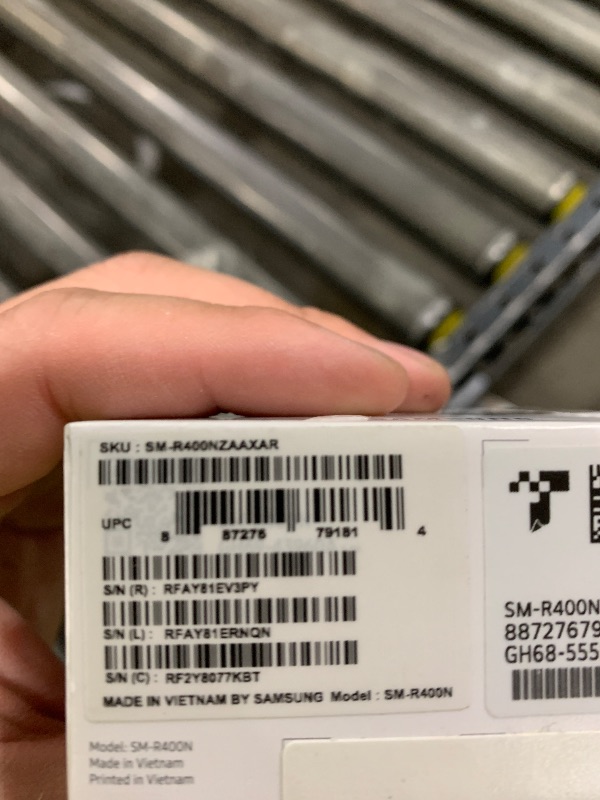 SKU : SM-R400NZAAXAR
UPC
8 87276 79181 4
S/N (R) : RFAY81EV3PY
S/N (L) : RFAY81ERNQN
S/N (C) : RF2Y8077KBT
MADE IN VIETNAM BY SAMSUNG Model : SM-R400N
Model: SM-R400N
Made in Vietnam
Printed in Vietnam
SM-R400N
88727679
GH68-555